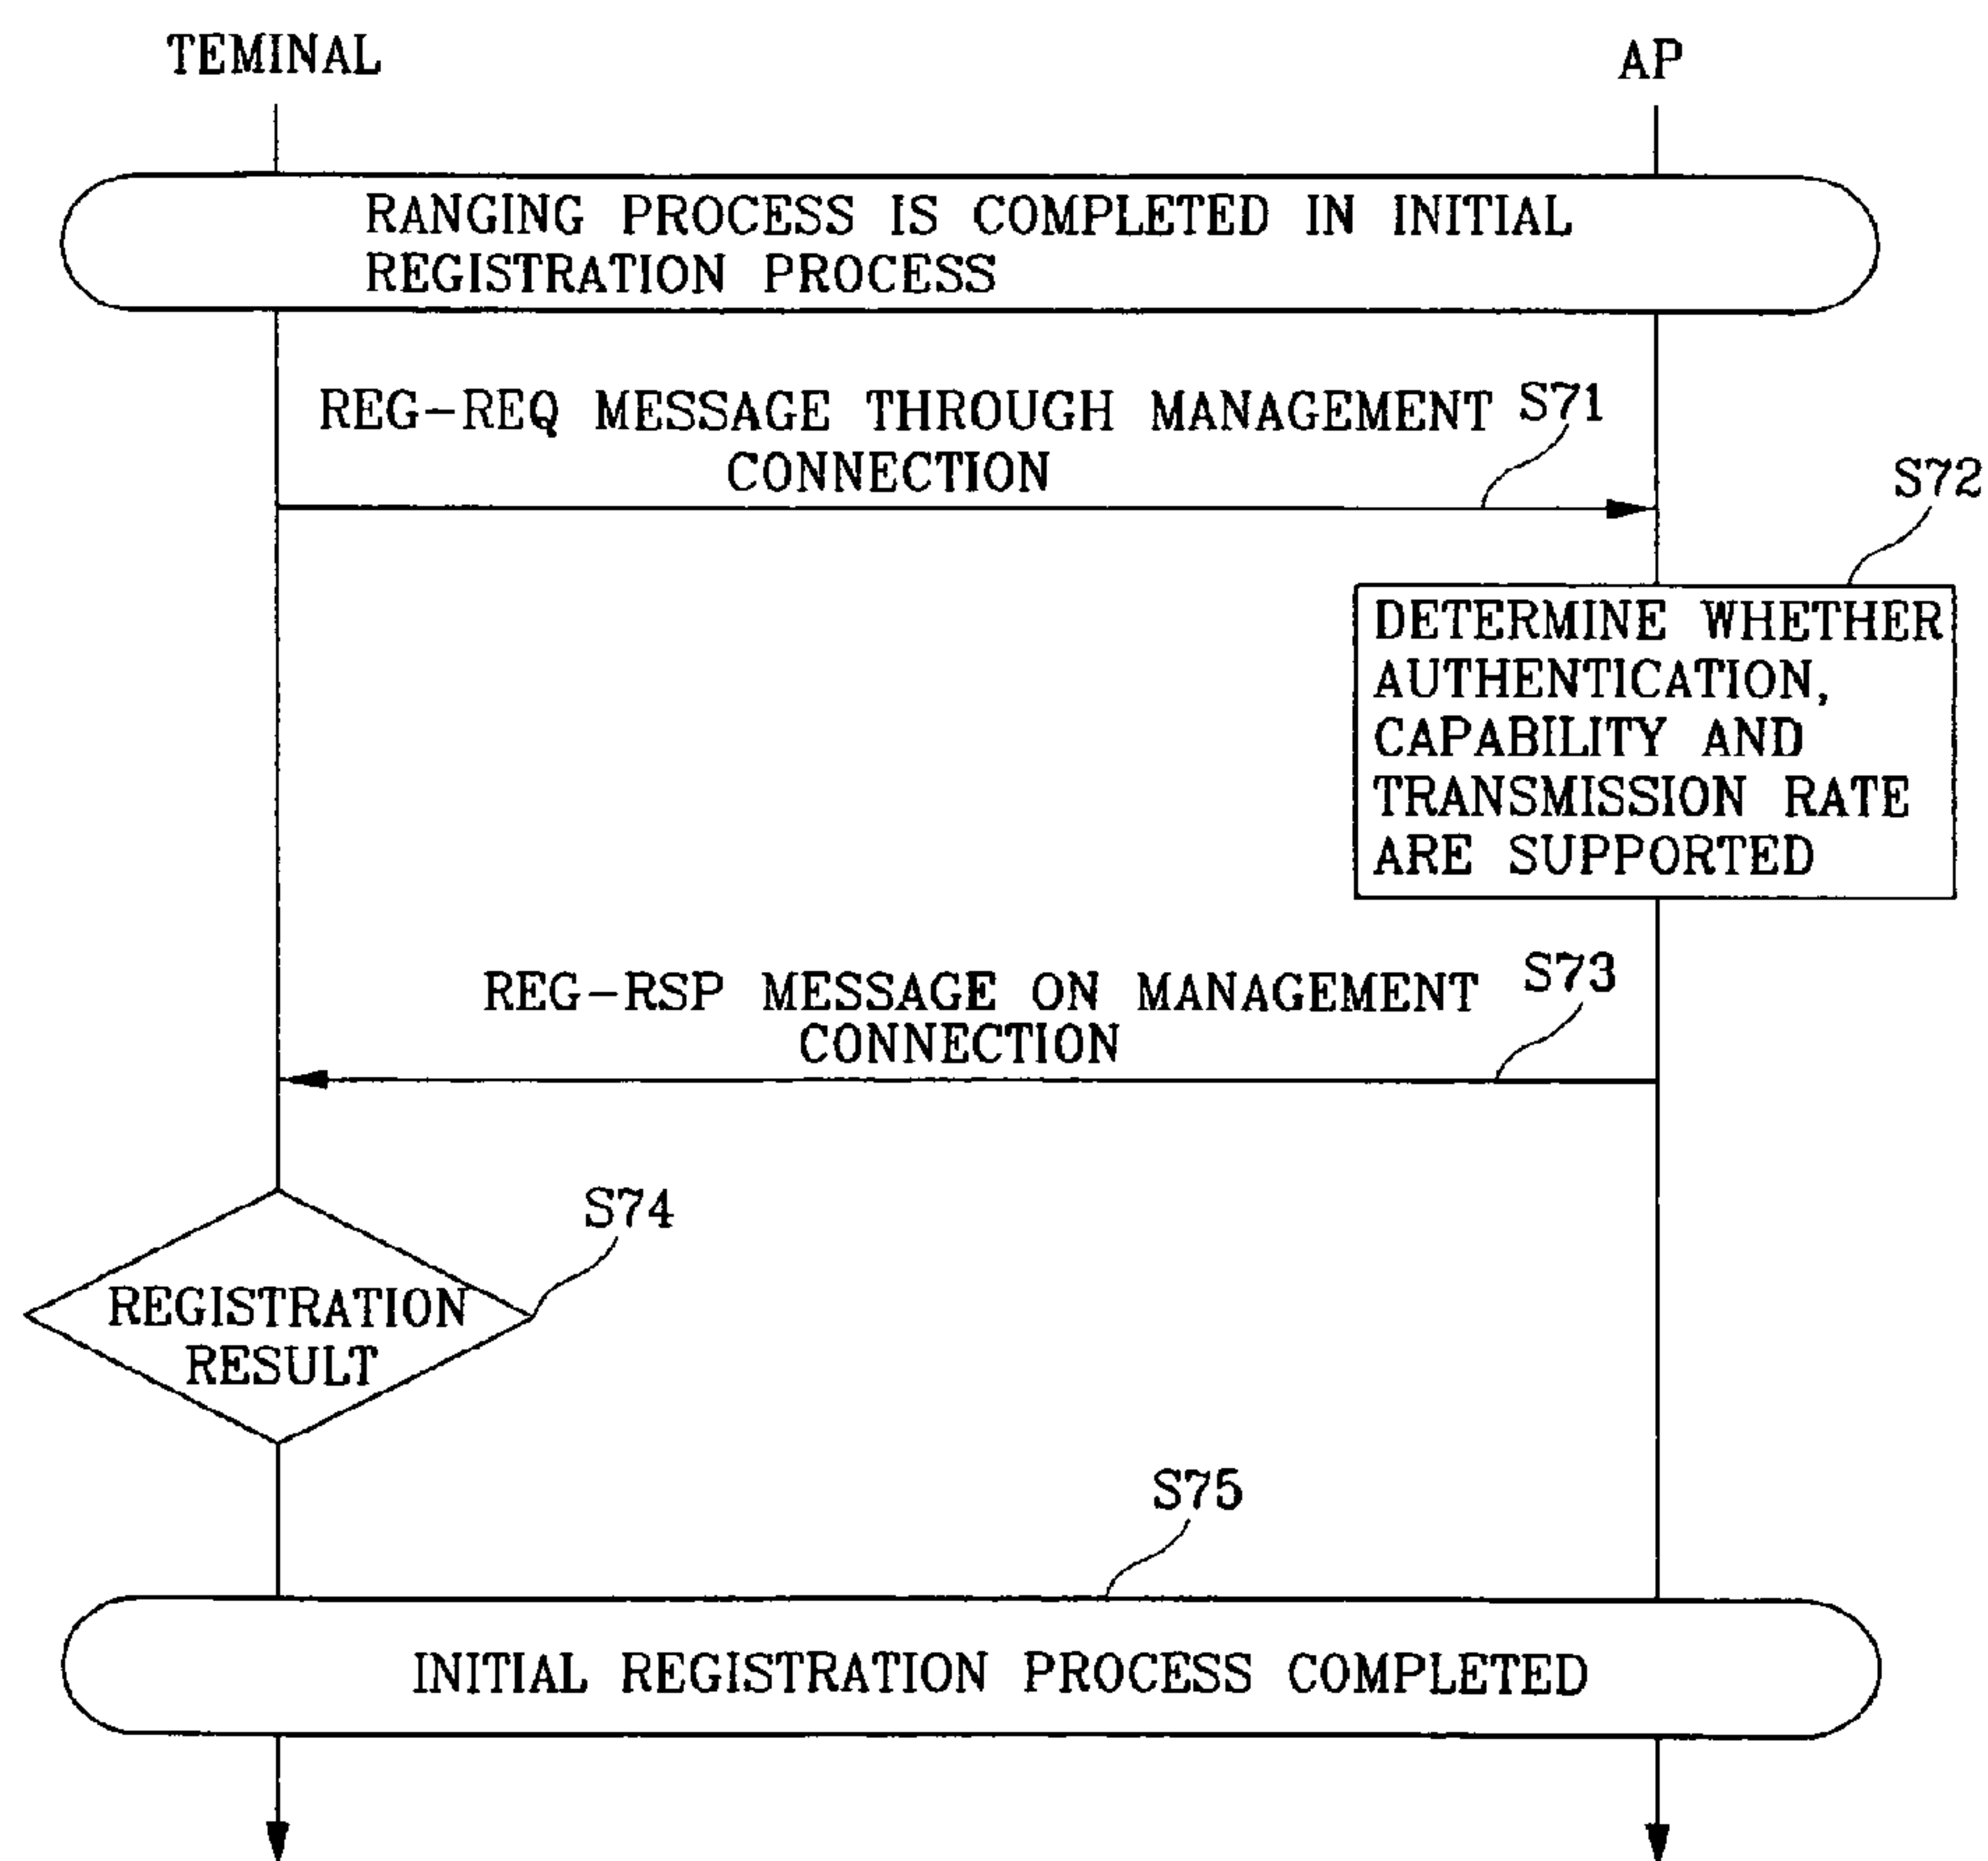 TEMINAL
AP
RANGING PROCESS IS COMPLETED IN INITIAL
REGISTRATION PROCESS
REG-REQ MESSAGE THROUGH MANAGEMENT
CONNECTION
S71
S72
DETERMINE WHETHER
AUTHENTICATION,
CAPABILITY AND
TRANSMISSION RATE
ARE SUPPORTED
REG-RSP MESSAGE ON MANAGEMENT
CONNECTION
S73
S74
REGISTRATION
RESULT
S75
INITIAL REGISTRATION PROCESS COMPLETED